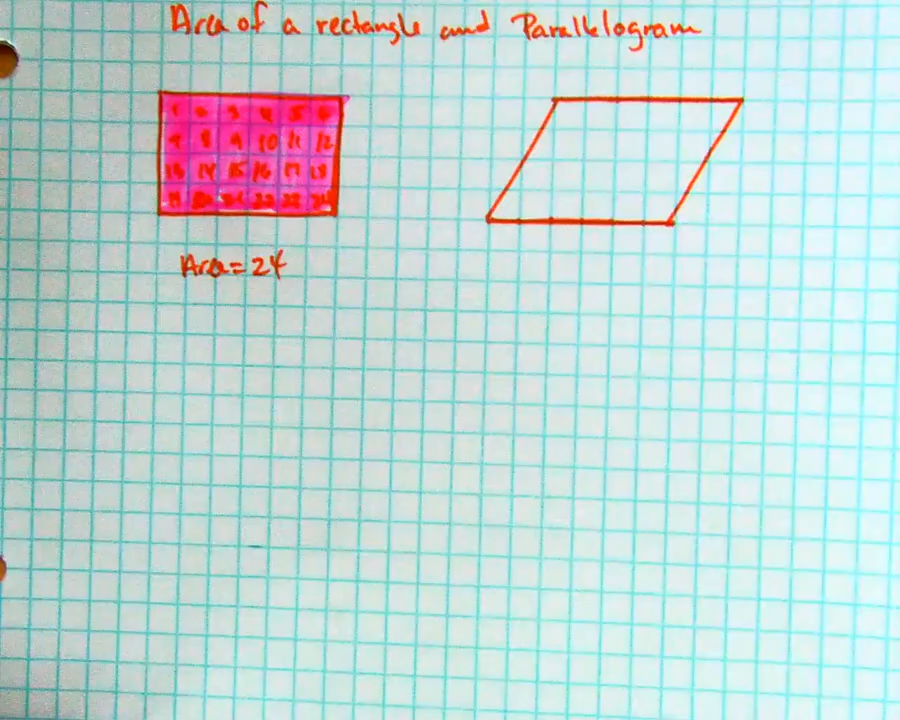 Area of a rectangle and Parallelogram
1 2 3 4 5 6
7 8 9 10 11 12
13 14 15 16 17 18
19 20 21 22 23 24
Area = 24